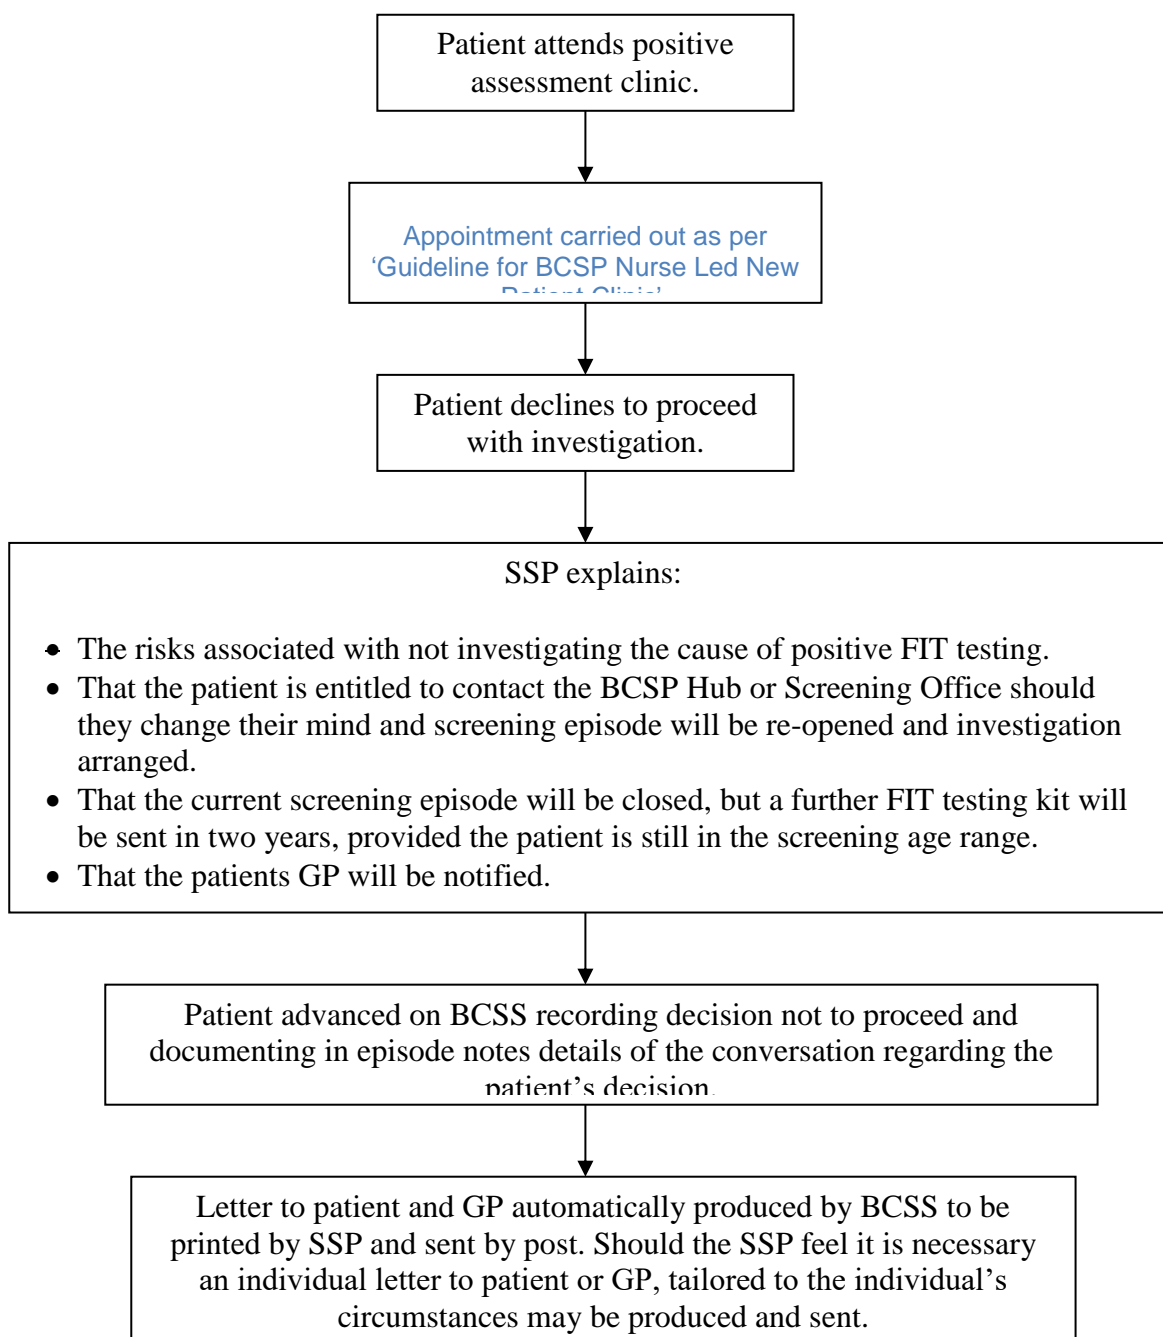 Patient attends positive
assessment clinic.
Appointment carried out as per
‘Guideline for BCSP Nurse Led New
Patient Clinic’
Patient declines to proceed
with investigation.
SSP explains:
• The risks associated with not investigating the cause of positive FIT testing.
• That the patient is entitled to contact the BCSP Hub or Screening Office should
they change their mind and screening episode will be re-opened and investigation
arranged.
• That the current screening episode will be closed, but a further FIT testing kit will
be sent in two years, provided the patient is still in the screening age range.
• That the patients GP will be notified.
Patient advanced on BCSS recording decision not to proceed and
documenting in episode notes details of the conversation regarding the
patient’s decision.
Letter to patient and GP automatically produced by BCSS to be
printed by SSP and sent by post. Should the SSP feel it is necessary
an individual letter to patient or GP, tailored to the individual’s
circumstances may be produced and sent.